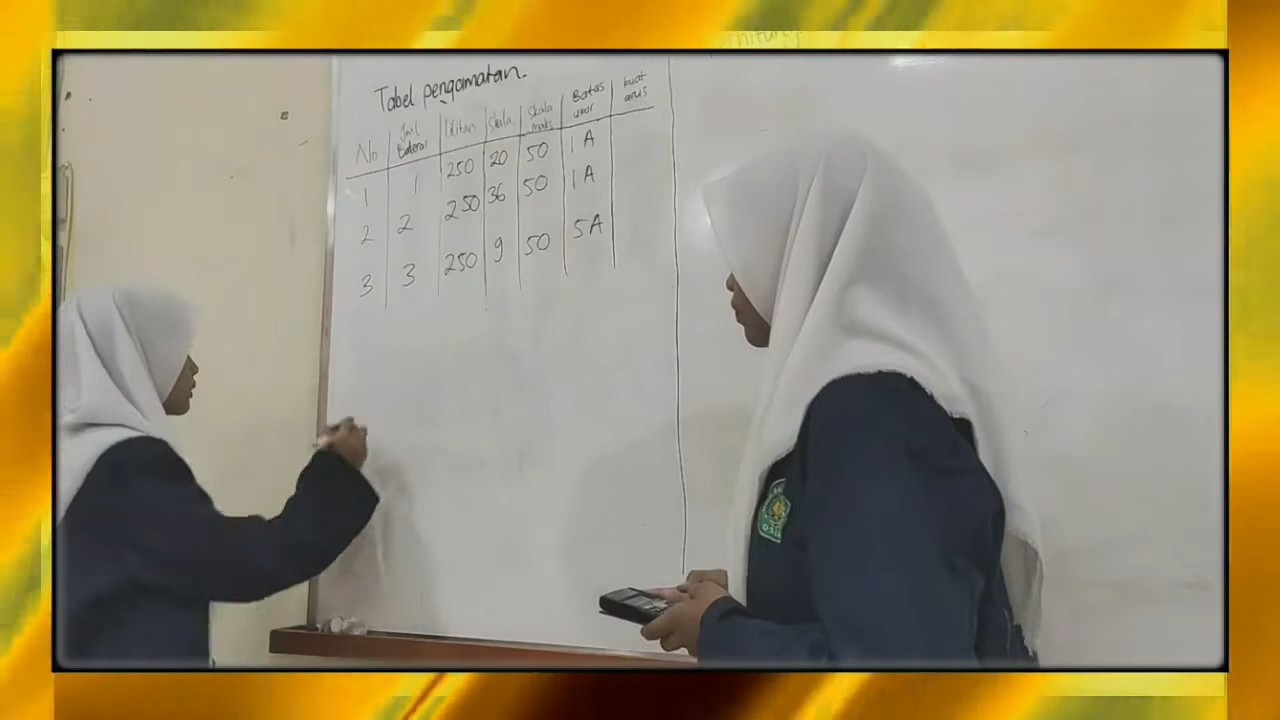 Tabel pengamatan.
No Jml Baterai Lilitan Skala Skala maks Batas ukur kuat arus
1 1 250 20 50 1 A
2 2 250 36 50 1 A
3 3 250 9 50 5 A